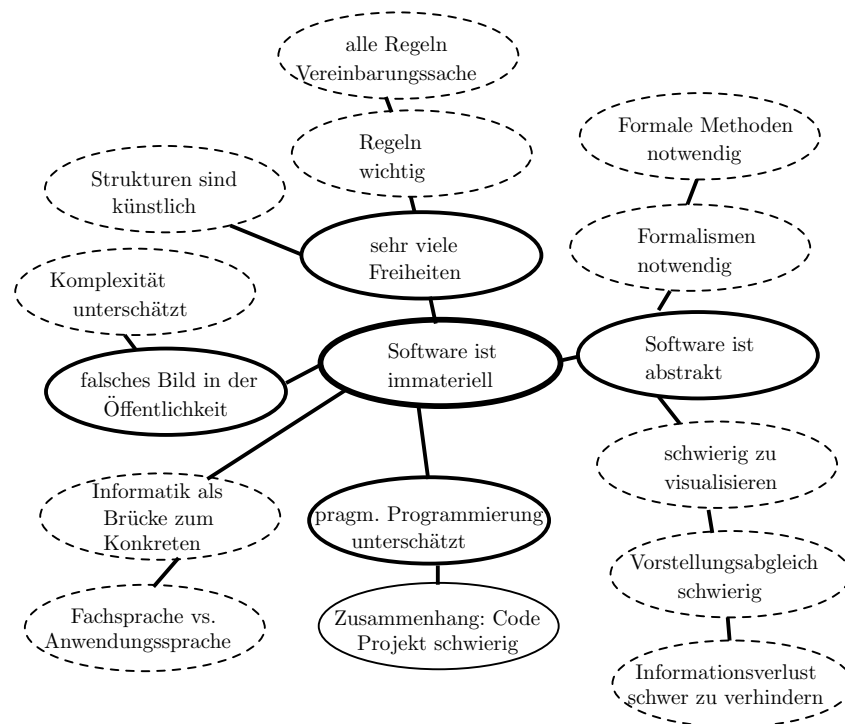 alle Regeln
Vereinbarungssache
Formale Methoden
notwendig
Regeln
wichtig
Strukturen sind
künstlich
sehr viele
Freiheiten
Formalismen
notwendig
Komplexität
unterschätzt
Software ist
immateriell
Software ist
abstrakt
falsches Bild in der
Öffentlichkeit
schwierig zu
visualisieren
Informatik als
Brücke zum
Konkreten
pragm. Programmierung
unterschätzt
Vorstellungsabgleich
schwierig
Fachsprache vs.
Anwendungssprache
Zusammenhang: Code
Projekt schwierig
Informationsverlust
schwer zu verhindern